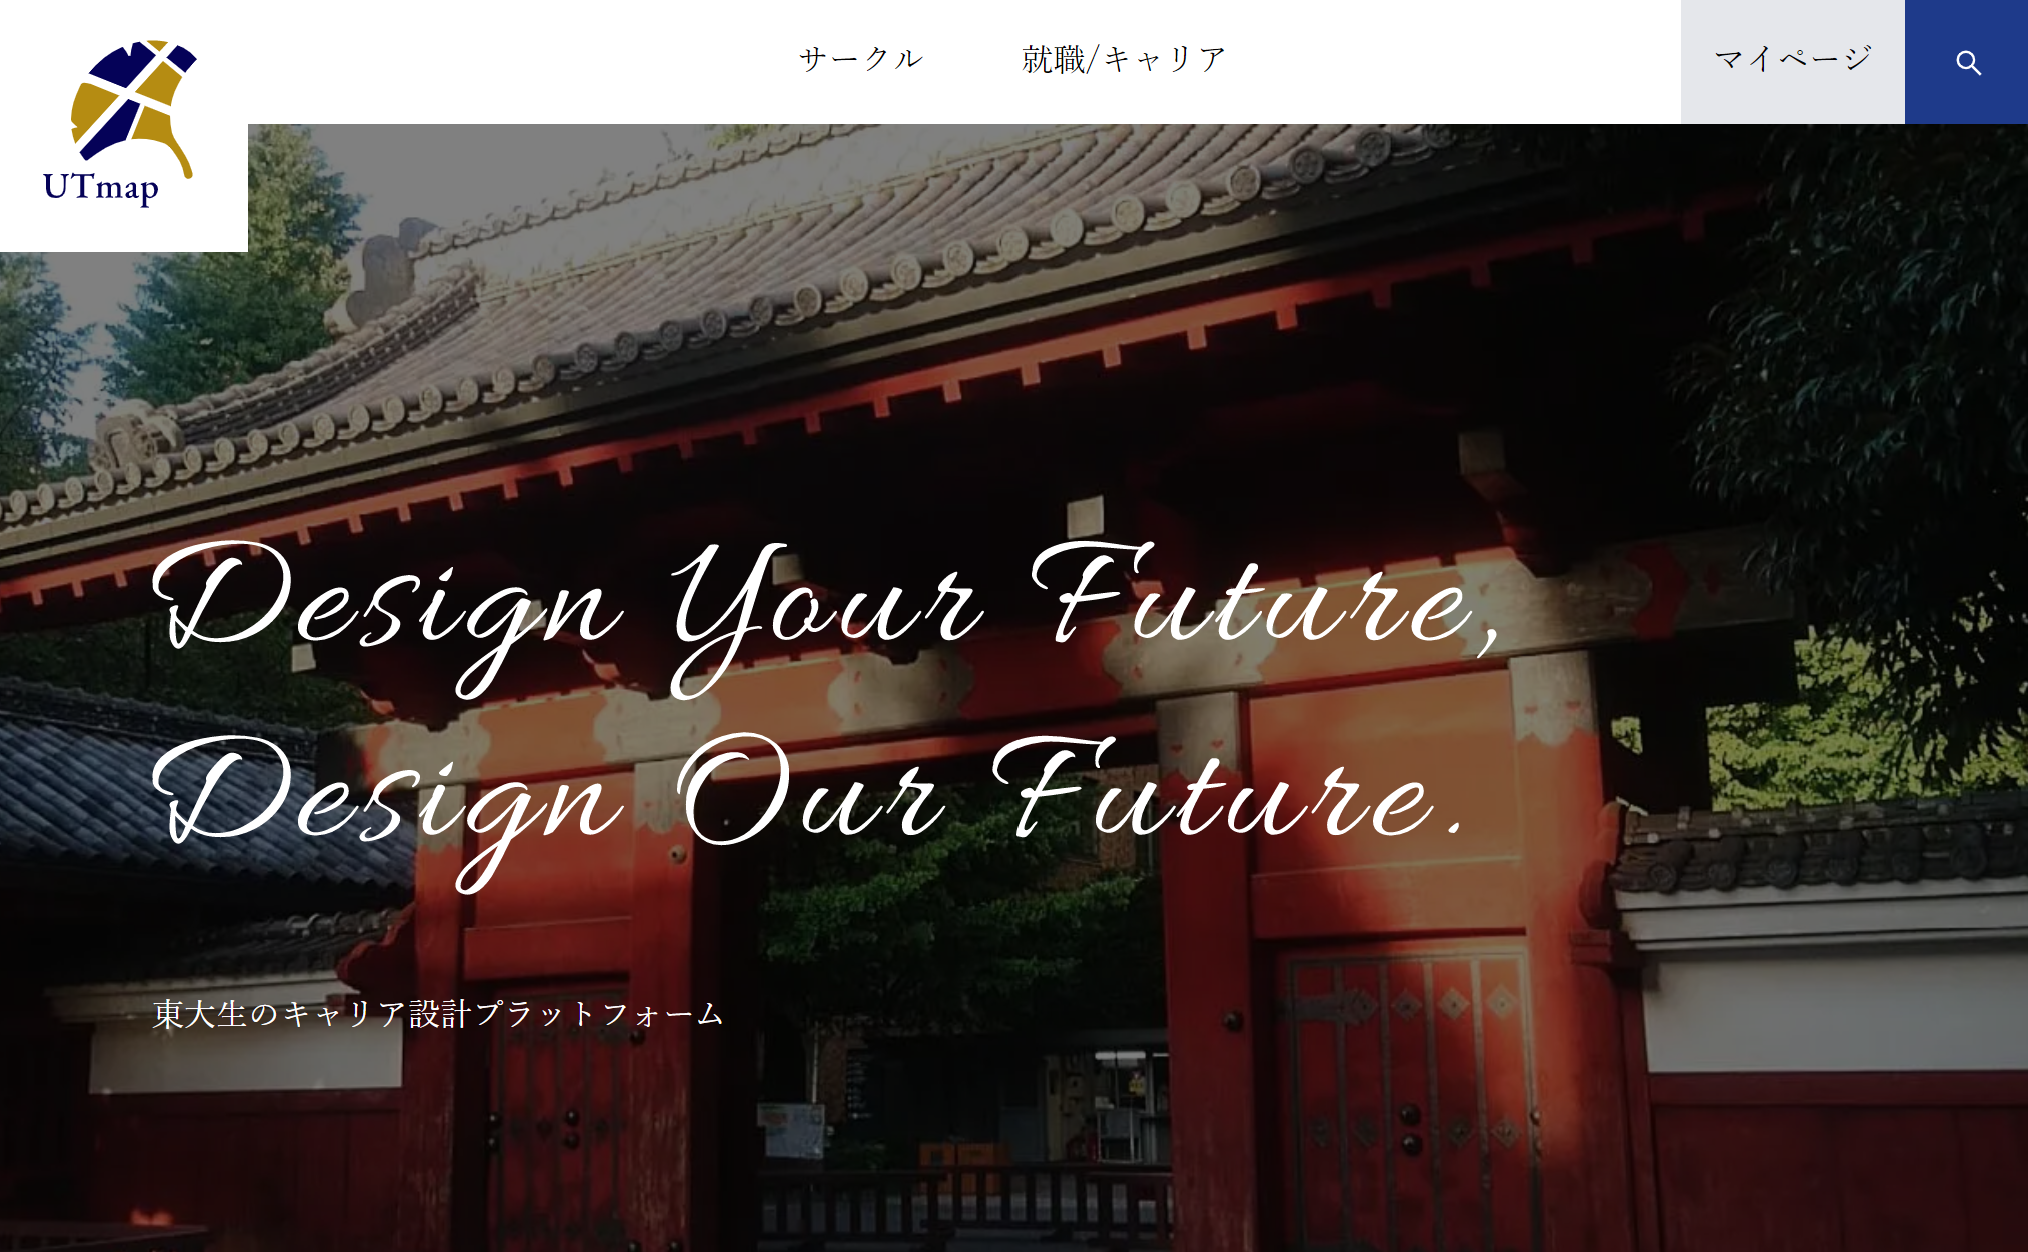 サークル
就職/キャリア
マイページ
UTmap
Design Your Future,
Design Our Future.
東大生のキャリア設計プラットフォーム